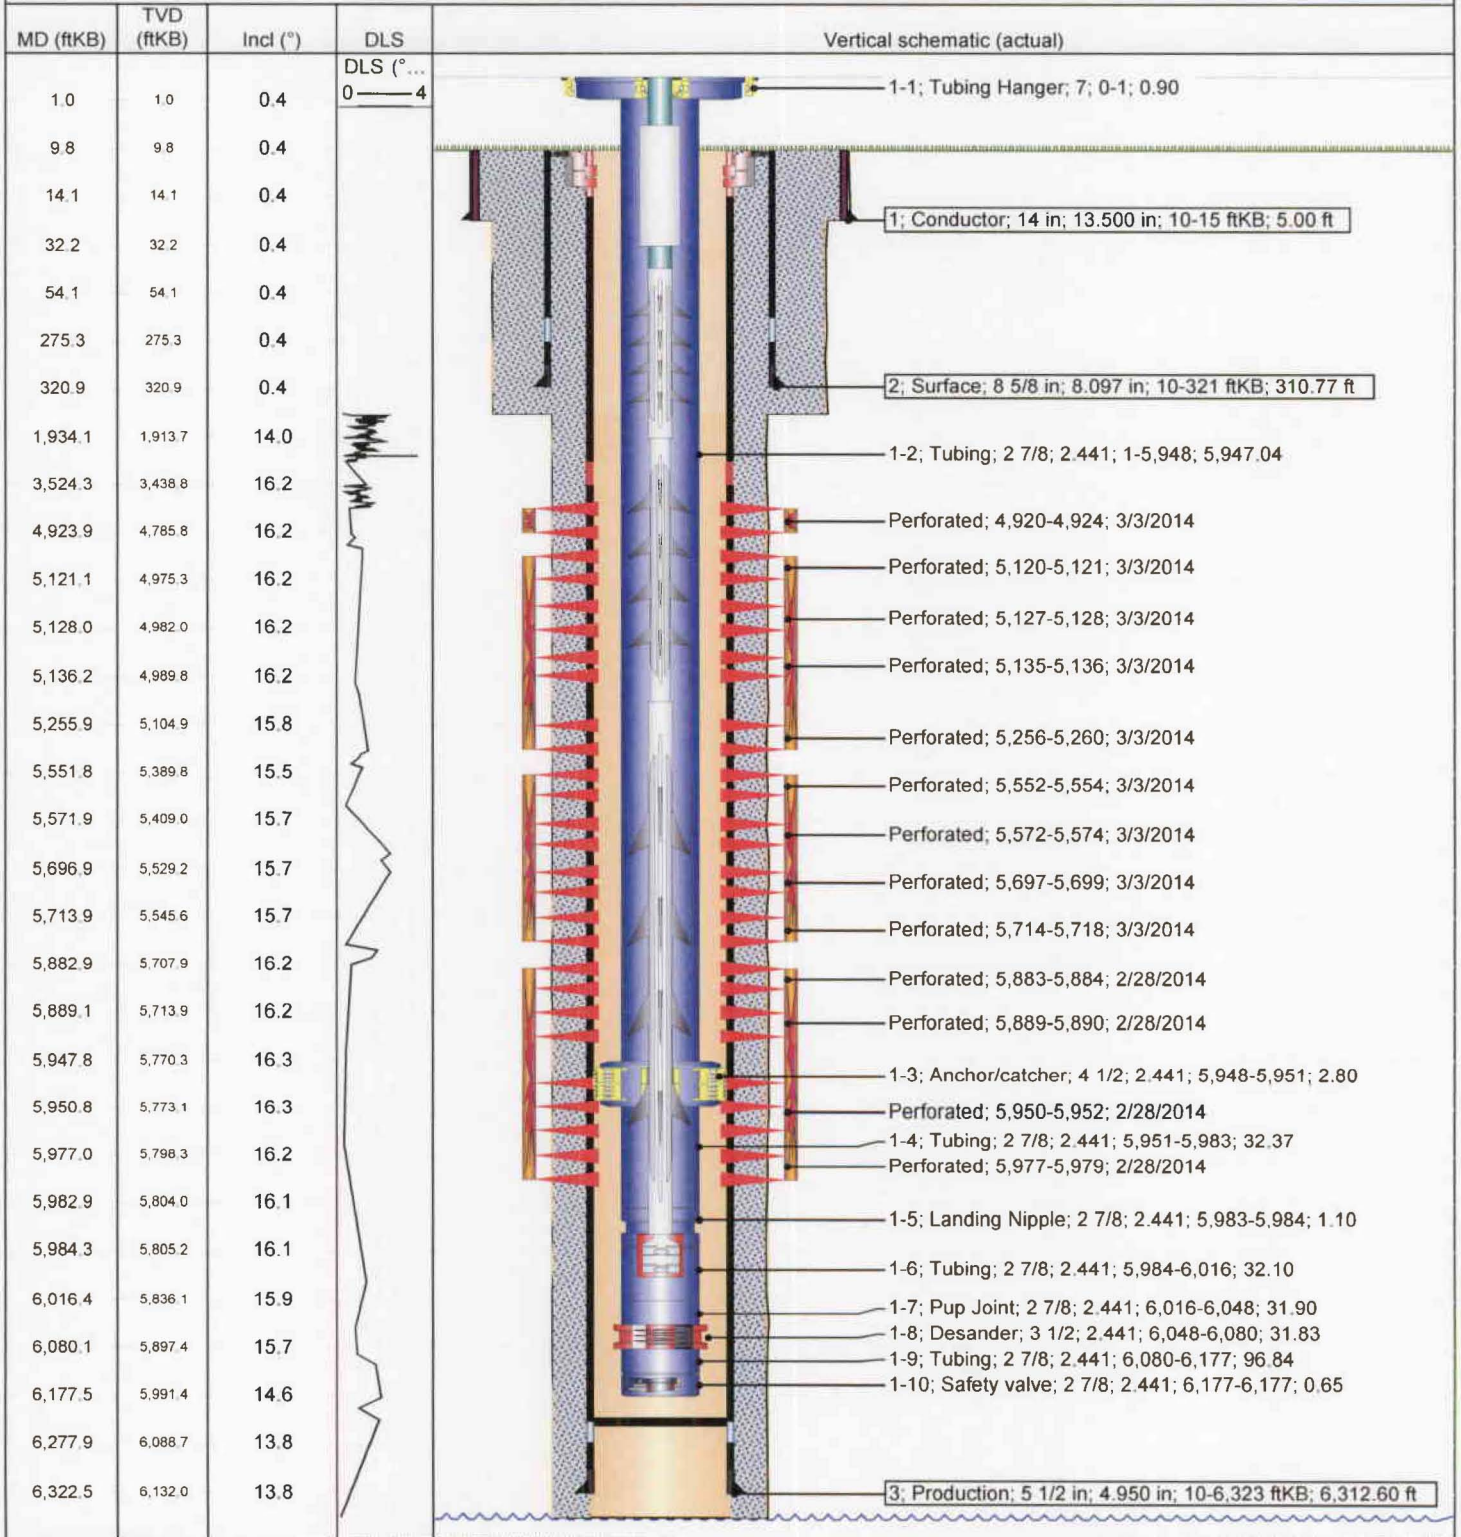 MD (ftKB) TVD (ftKB) Incl (°) DLS Vertical schematic (actual)
DLS (°...
0 4
1.0 1.0 0.4
9.8 9.8 0.4
14.1 14.1 0.4
32.2 32.2 0.4
54.1 54.1 0.4
275.3 275.3 0.4
320.9 320.9 0.4
1,934.1 1,913.7 14.0
3,524.3 3,438.8 16.2
4,923.9 4,785.8 16.2
5,121.1 4,975.3 16.2
5,128.0 4,982.0 16.2
5,136.2 4,989.8 16.2
5,255.9 5,104.9 15.8
5,551.8 5,389.8 15.5
5,571.9 5,409.0 15.7
5,696.9 5,529.2 15.7
5,713.9 5,545.6 15.7
5,882.9 5,707.9 16.2
5,889.1 5,713.9 16.2
5,947.8 5,770.3 16.3
5,950.8 5,773.1 16.3
5,977.0 5,798.3 16.2
5,982.9 5,804.0 16.1
5,984.3 5,805.2 16.1
6,016.4 5,836.1 15.9
6,080.1 5,897.4 15.7
6,177.5 5,991.4 14.6
6,277.9 6,088.7 13.8
6,322.5 6,132.0 13.8
1-1; Tubing Hanger; 7; 0-1; 0.90
1; Conductor; 14 in; 13.500 in; 10-15 ftKB; 5.00 ft
2; Surface; 8 5/8 in; 8.097 in; 10-321 ftKB; 310.77 ft
1-2; Tubing; 2 7/8; 2.441; 1-5,948; 5,947.04
Perforated; 4,920-4,924; 3/3/2014
Perforated; 5,120-5,121; 3/3/2014
Perforated; 5,127-5,128; 3/3/2014
Perforated; 5,135-5,136; 3/3/2014
Perforated; 5,256-5,260; 3/3/2014
Perforated; 5,552-5,554; 3/3/2014
Perforated; 5,572-5,574; 3/3/2014
Perforated; 5,697-5,699; 3/3/2014
Perforated; 5,714-5,718; 3/3/2014
Perforated; 5,883-5,884; 2/28/2014
Perforated; 5,889-5,890; 2/28/2014
1-3; Anchor/catcher; 4 1/2; 2.441; 5,948-5,951; 2.80
Perforated; 5,950-5,952; 2/28/2014
1-4; Tubing; 2 7/8; 2.441; 5,951-5,983; 32.37
Perforated; 5,977-5,979; 2/28/2014
1-5; Landing Nipple; 2 7/8; 2.441; 5,983-5,984; 1.10
1-6; Tubing; 2 7/8; 2.441; 5,984-6,016; 32.10
1-7; Pup Joint; 2 7/8; 2.441; 6,016-6,048; 31.90
1-8; Desander; 3 1/2; 2.441; 6,048-6,080; 31.83
1-9; Tubing; 2 7/8; 2.441; 6,080-6,177; 96.84
1-10; Safety valve; 2 7/8; 2.441; 6,177-6,177; 0.65
3; Production; 5 1/2 in; 4.950 in; 10-6,323 ftKB; 6,312.60 ft